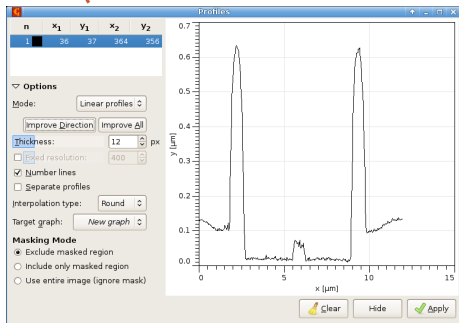 Profiles
n x1 y1 x2 y2
1 36 37 364 356
Options
Mode: Linear profiles
Improve Direction Improve All
Thickness: 12 px
Fixed resolution: 400
Number lines
Separate profiles
Interpolation type: Round
Target graph: New graph
Masking Mode
Exclude masked region
Include only masked region
Use entire image (ignore mask)
0.7
0.6
0.5
0.4
0.3
0.2
0.1
0.0
y [µm]
0 5 10 15
x [µm]
Clear Hide Apply